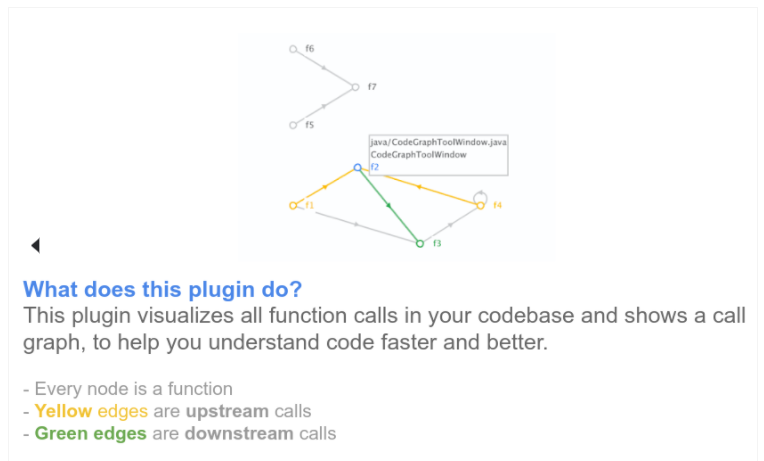 f6
f7
f5
java/CodeGraphToolWindow.java
CodeGraphToolWindow
f2
f1
f4
f3
What does this plugin do?
This plugin visualizes all function calls in your codebase and shows a call
graph, to help you understand code faster and better.
- Every node is a function
- Yellow edges are upstream calls
- Green edges are downstream calls